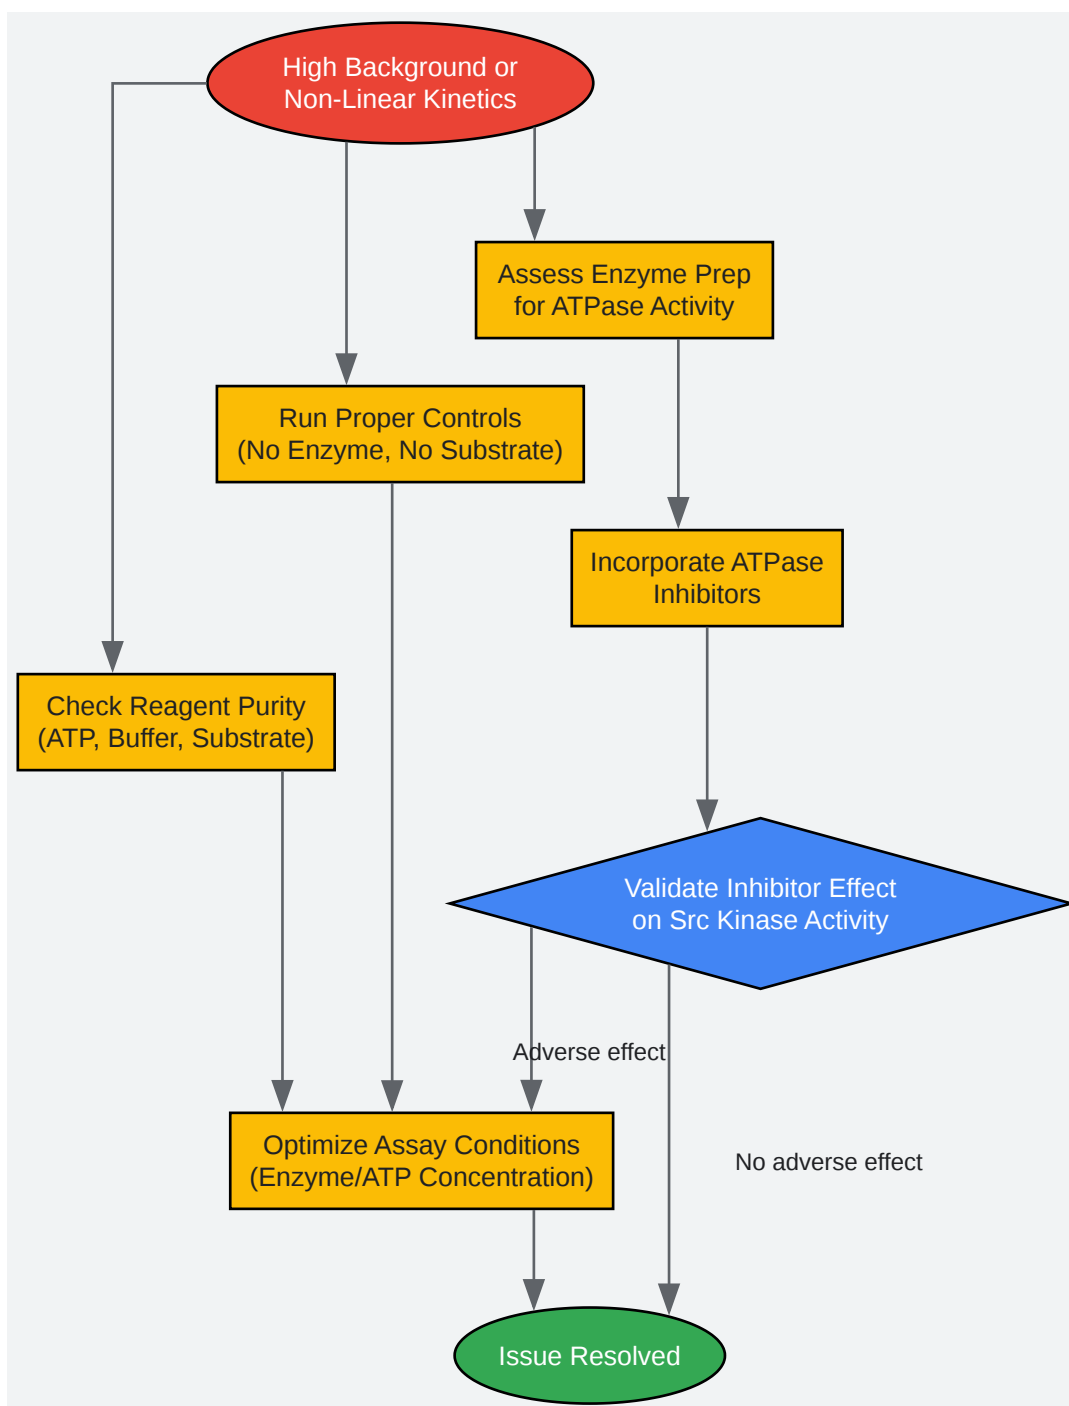 High Background or
Non-Linear Kinetics
Assess Enzyme Prep
for ATPase Activity
Run Proper Controls
(No Enzyme, No Substrate)
Incorporate ATPase
Inhibitors
Check Reagent Purity
(ATP, Buffer, Substrate)
Validate Inhibitor Effect
on Src Kinase Activity
Adverse effect
Optimize Assay Conditions
(Enzyme/ATP Concentration)
No adverse effect
Issue Resolved